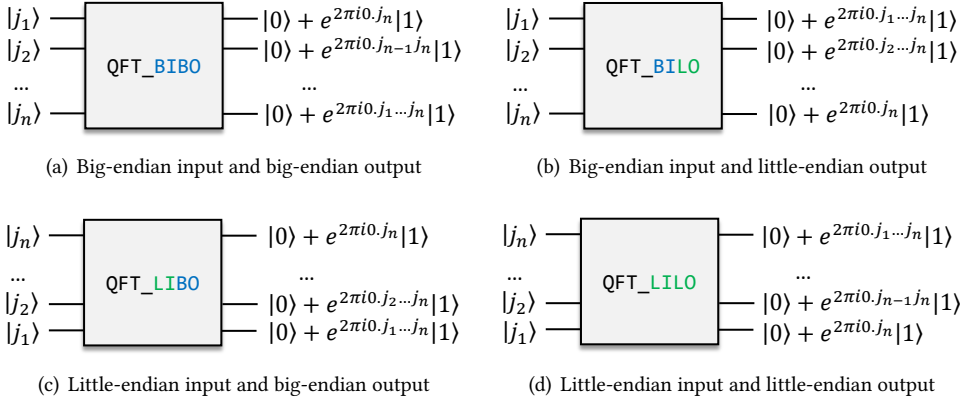 |j₁⟩ |0⟩ + e^{2πi0.jₙ}|1⟩
|j₂⟩ |0⟩ + e^{2πi0.jₙ₋₁jₙ}|1⟩
QFT_BIBO
... ...
|jₙ⟩ |0⟩ + e^{2πi0.j₁...jₙ}|1⟩
(a) Big-endian input and big-endian output
|j₁⟩ |0⟩ + e^{2πi0.j₁...jₙ}|1⟩
|j₂⟩ |0⟩ + e^{2πi0.j₂...jₙ}|1⟩
QFT_BILO
... ...
|jₙ⟩ |0⟩ + e^{2πi0.jₙ}|1⟩
(b) Big-endian input and little-endian output
|jₙ⟩ |0⟩ + e^{2πi0.jₙ}|1⟩
... ...
QFT_LIBO
|j₂⟩ |0⟩ + e^{2πi0.j₂...jₙ}|1⟩
|j₁⟩ |0⟩ + e^{2πi0.j₁...jₙ}|1⟩
(c) Little-endian input and big-endian output
|jₙ⟩ |0⟩ + e^{2πi0.j₁...jₙ}|1⟩
... ...
QFT_LILO
|j₂⟩ |0⟩ + e^{2πi0.jₙ₋₁jₙ}|1⟩
|j₁⟩ |0⟩ + e^{2πi0.jₙ}|1⟩
(d) Little-endian input and little-endian output